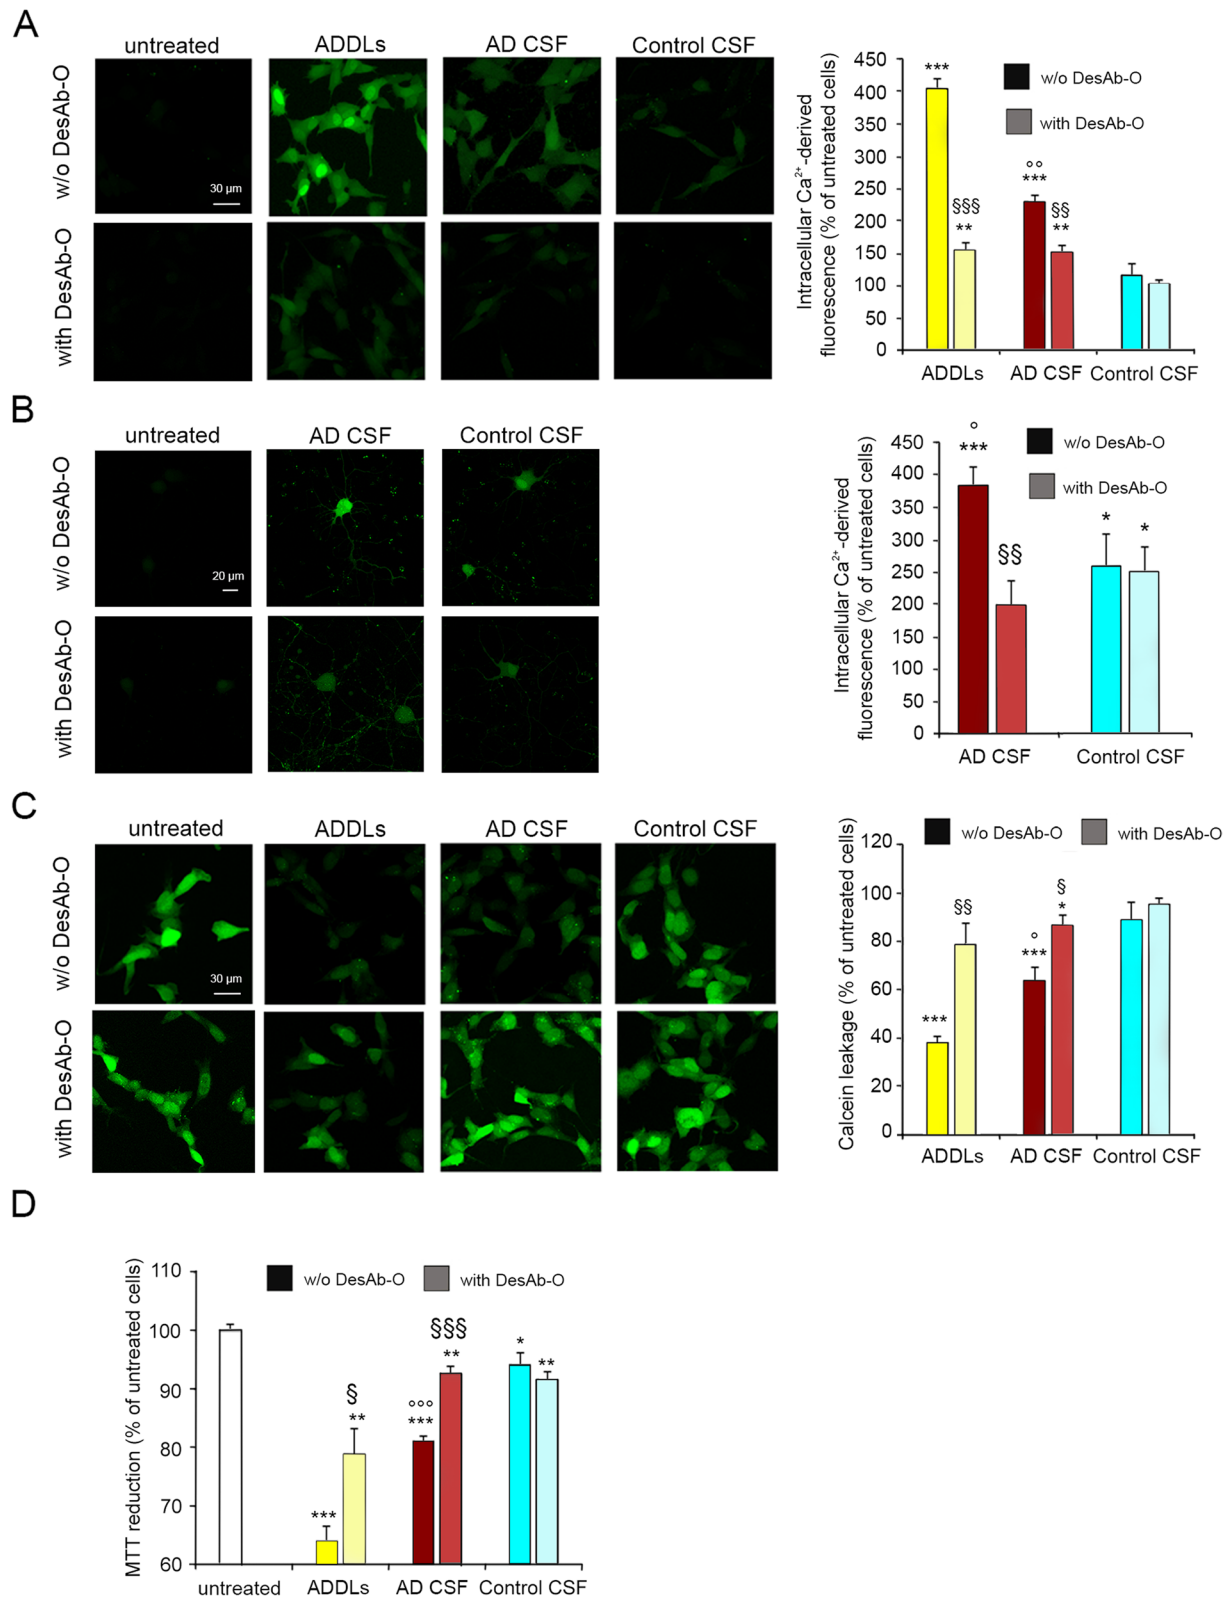 A
untreated ADDLs AD CSF Control CSF
w/o DesAb-O
30 µm
with DesAb-O
Intracellular Ca²⁺-derived
fluorescence (% of untreated cells)
450
400
350
300
250
200
150
100
50
0
w/o DesAb-O
with DesAb-O
***
§§§
**
°°
***
§§
**
ADDLs AD CSF Control CSF
B
untreated AD CSF Control CSF
w/o DesAb-O
20 µm
with DesAb-O
Intracellular Ca²⁺-derived
fluorescence (% of untreated cells)
450
400
350
300
250
200
150
100
50
0
w/o DesAb-O
with DesAb-O
°
***
§§
*
*
AD CSF Control CSF
C
untreated ADDLs AD CSF Control CSF
w/o DesAb-O
30 µm
with DesAb-O
Calcein leakage (% of untreated cells)
120
100
80
60
40
20
0
w/o DesAb-O with DesAb-O
***
§§
°
***
§
*
ADDLs AD CSF Control CSF
D
MTT reduction (% of untreated cells)
110
100
90
80
70
60
w/o DesAb-O with DesAb-O
***
§
**
°°°
***
§§§
**
*
**
untreated ADDLs AD CSF Control CSF